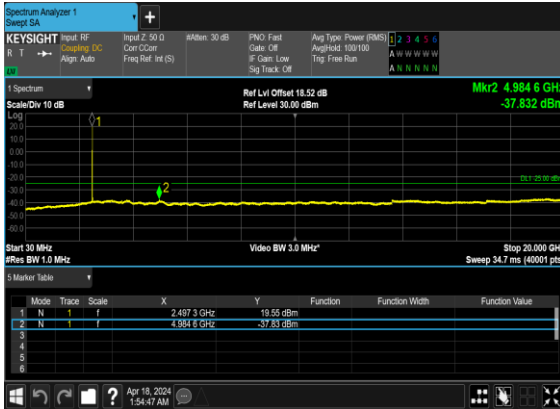 Spectrum Analyzer 1
Swept SA
+
KEYSIGHT Input: RF Input Z: 50 Ω #Atten: 30 dB PNO: Fast Avg Type: Power (RMS) 1 2 3 4 5 6
R T Coupling: DC Corr CCorr Gate: Off Avg|Hold: 100/100 A W W W W W
Align: Auto Freq Ref: Int (S) IF Gain: Low Trig: Free Run
Sig Track: Off A N N N N N
1 Spectrum Ref Lvl Offset 18.52 dB Mkr2 4.984 6 GHz
Scale/Div 10 dB Ref Level 30.00 dBm -37.832 dBm
Log
20.0
10.0
0.00
-10.0
-20.0
-30.0
-40.0
-50.0
-60.0
1
2
DL1 -25.00 dBm
Start 30 MHz Video BW 3.0 MHz* Stop 20.000 GHz
#Res BW 1.0 MHz Sweep 34.7 ms (40001 pts)
5 Marker Table
Mode Trace Scale X Y Function Function Width Function Value
1 N 1 f 2.497 3 GHz 19.55 dBm
2 N 1 f 4.984 6 GHz -37.83 dBm
3
4
5
6
? Apr 18, 2024
1:54:47 AM